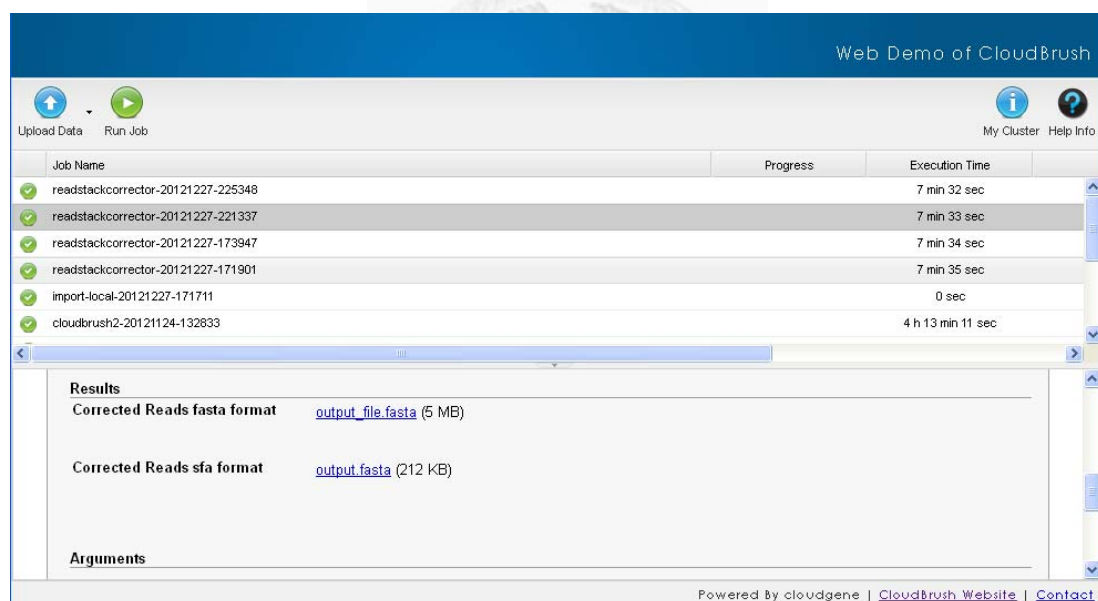 Web Demo of CloudBrush
Upload Data Run Job My Cluster Help Info
Job Name Progress Execution Time
readstackcorrector-20121227-225348 7 min 32 sec
readstackcorrector-20121227-221337 7 min 33 sec
readstackcorrector-20121227-173947 7 min 34 sec
readstackcorrector-20121227-171901 7 min 35 sec
import-local-20121227-171711 0 sec
cloudbrush2-20121124-132833 4 h 13 min 11 sec
Results
Corrected Reads fasta format output_file.fasta (5 MB)
Corrected Reads sfa format output.fasta (212 KB)
Arguments
Powered By cloudgene | CloudBrush Website | Contact